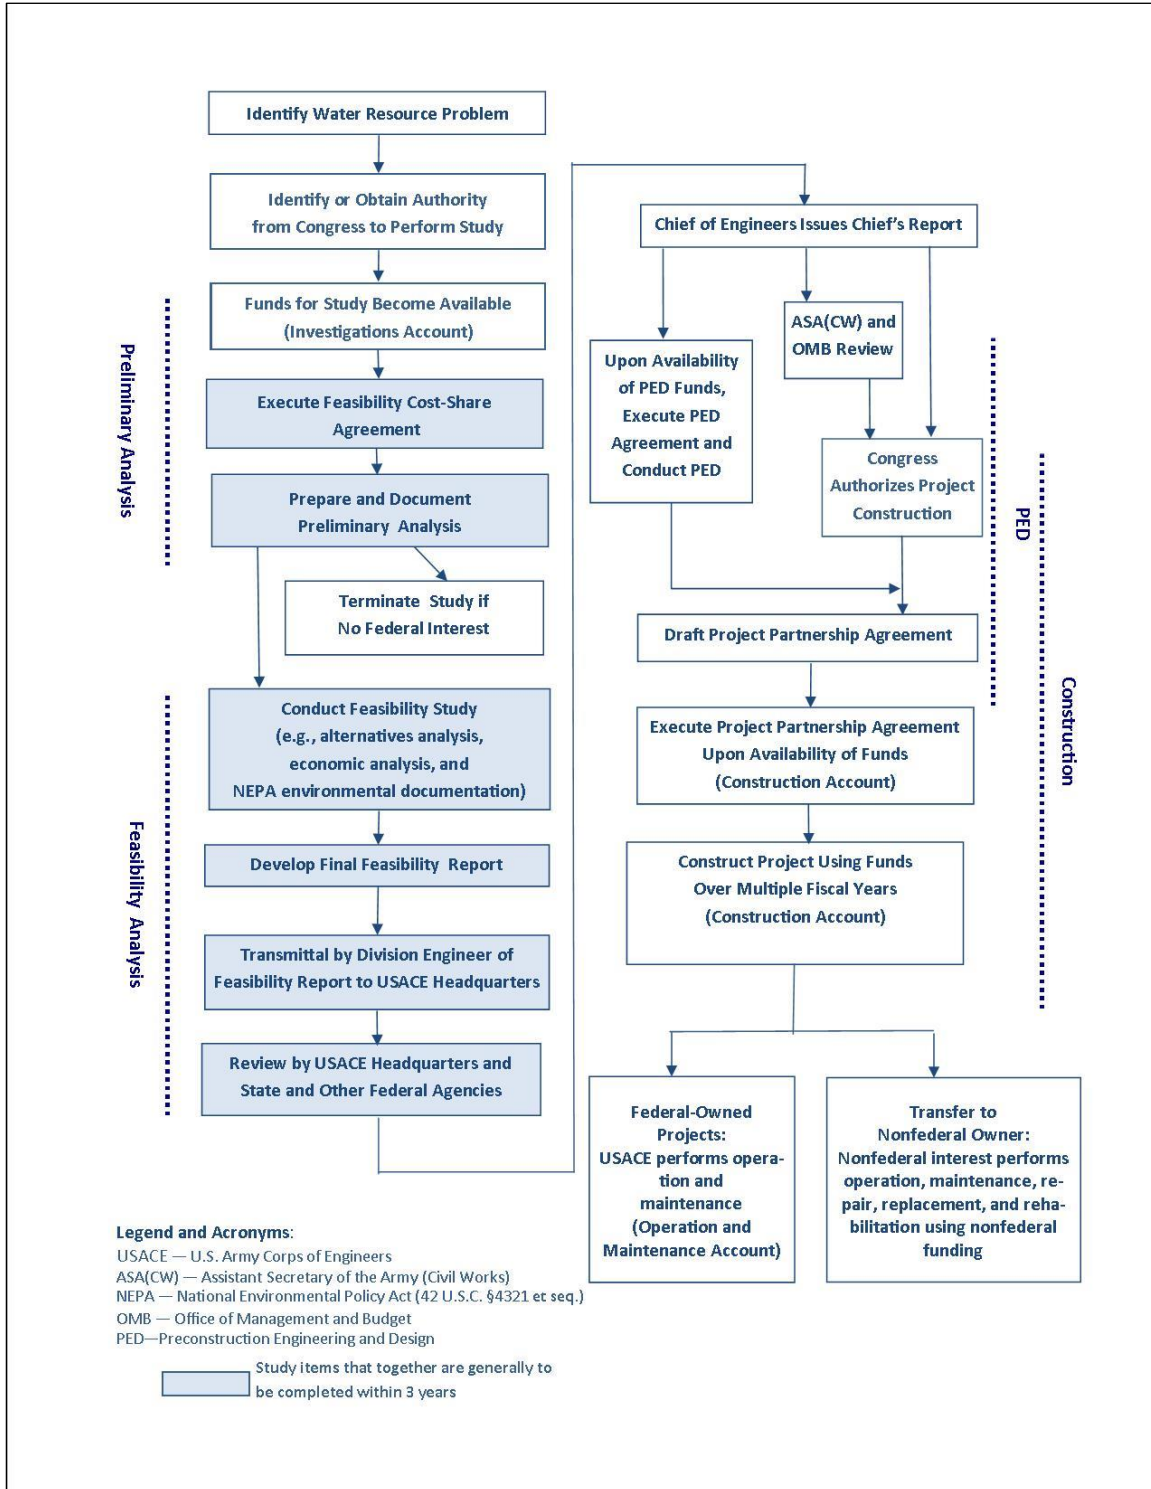 Identify Water Resource Problem
Identify or Obtain Authority
from Congress to Perform Study
Funds for Study Become Available
(Investigations Account)
Execute Feasibility Cost-Share
Agreement
Prepare and Document
Preliminary Analysis
Terminate Study if
No Federal Interest
Conduct Feasibility Study
(e.g., alternatives analysis,
economic analysis, and
NEPA environmental documentation)
Develop Final Feasibility Report
Transmittal by Division Engineer of
Feasibility Report to USACE Headquarters
Review by USACE Headquarters and
State and Other Federal Agencies
Preliminary Analysis
Feasibility Analysis
Chief of Engineers Issues Chief's Report
ASA(CW) and
OMB Review
Upon Availability
of PED Funds,
Execute PED
Agreement and
Conduct PED
Congress
Authorizes Project
Construction
Draft Project Partnership Agreement
Execute Project Partnership Agreement
Upon Availability of Funds
(Construction Account)
Construct Project Using Funds
Over Multiple Fiscal Years
(Construction Account)
PED
Construction
Federal-Owned
Projects:
USACE performs opera-
tion and
maintenance
(Operation and
Maintenance Account)
Transfer to
Nonfederal Owner:
Nonfederal interest performs
operation, maintenance, re-
pair, replacement, and reha-
bilitation using nonfederal
funding
Legend and Acronyms:
USACE — U.S. Army Corps of Engineers
ASA(CW) — Assistant Secretary of the Army (Civil Works)
NEPA — National Environmental Policy Act (42 U.S.C. §4321 et seq.)
OMB — Office of Management and Budget
PED—Preconstruction Engineering and Design
Study items that together are generally to
be completed within 3 years